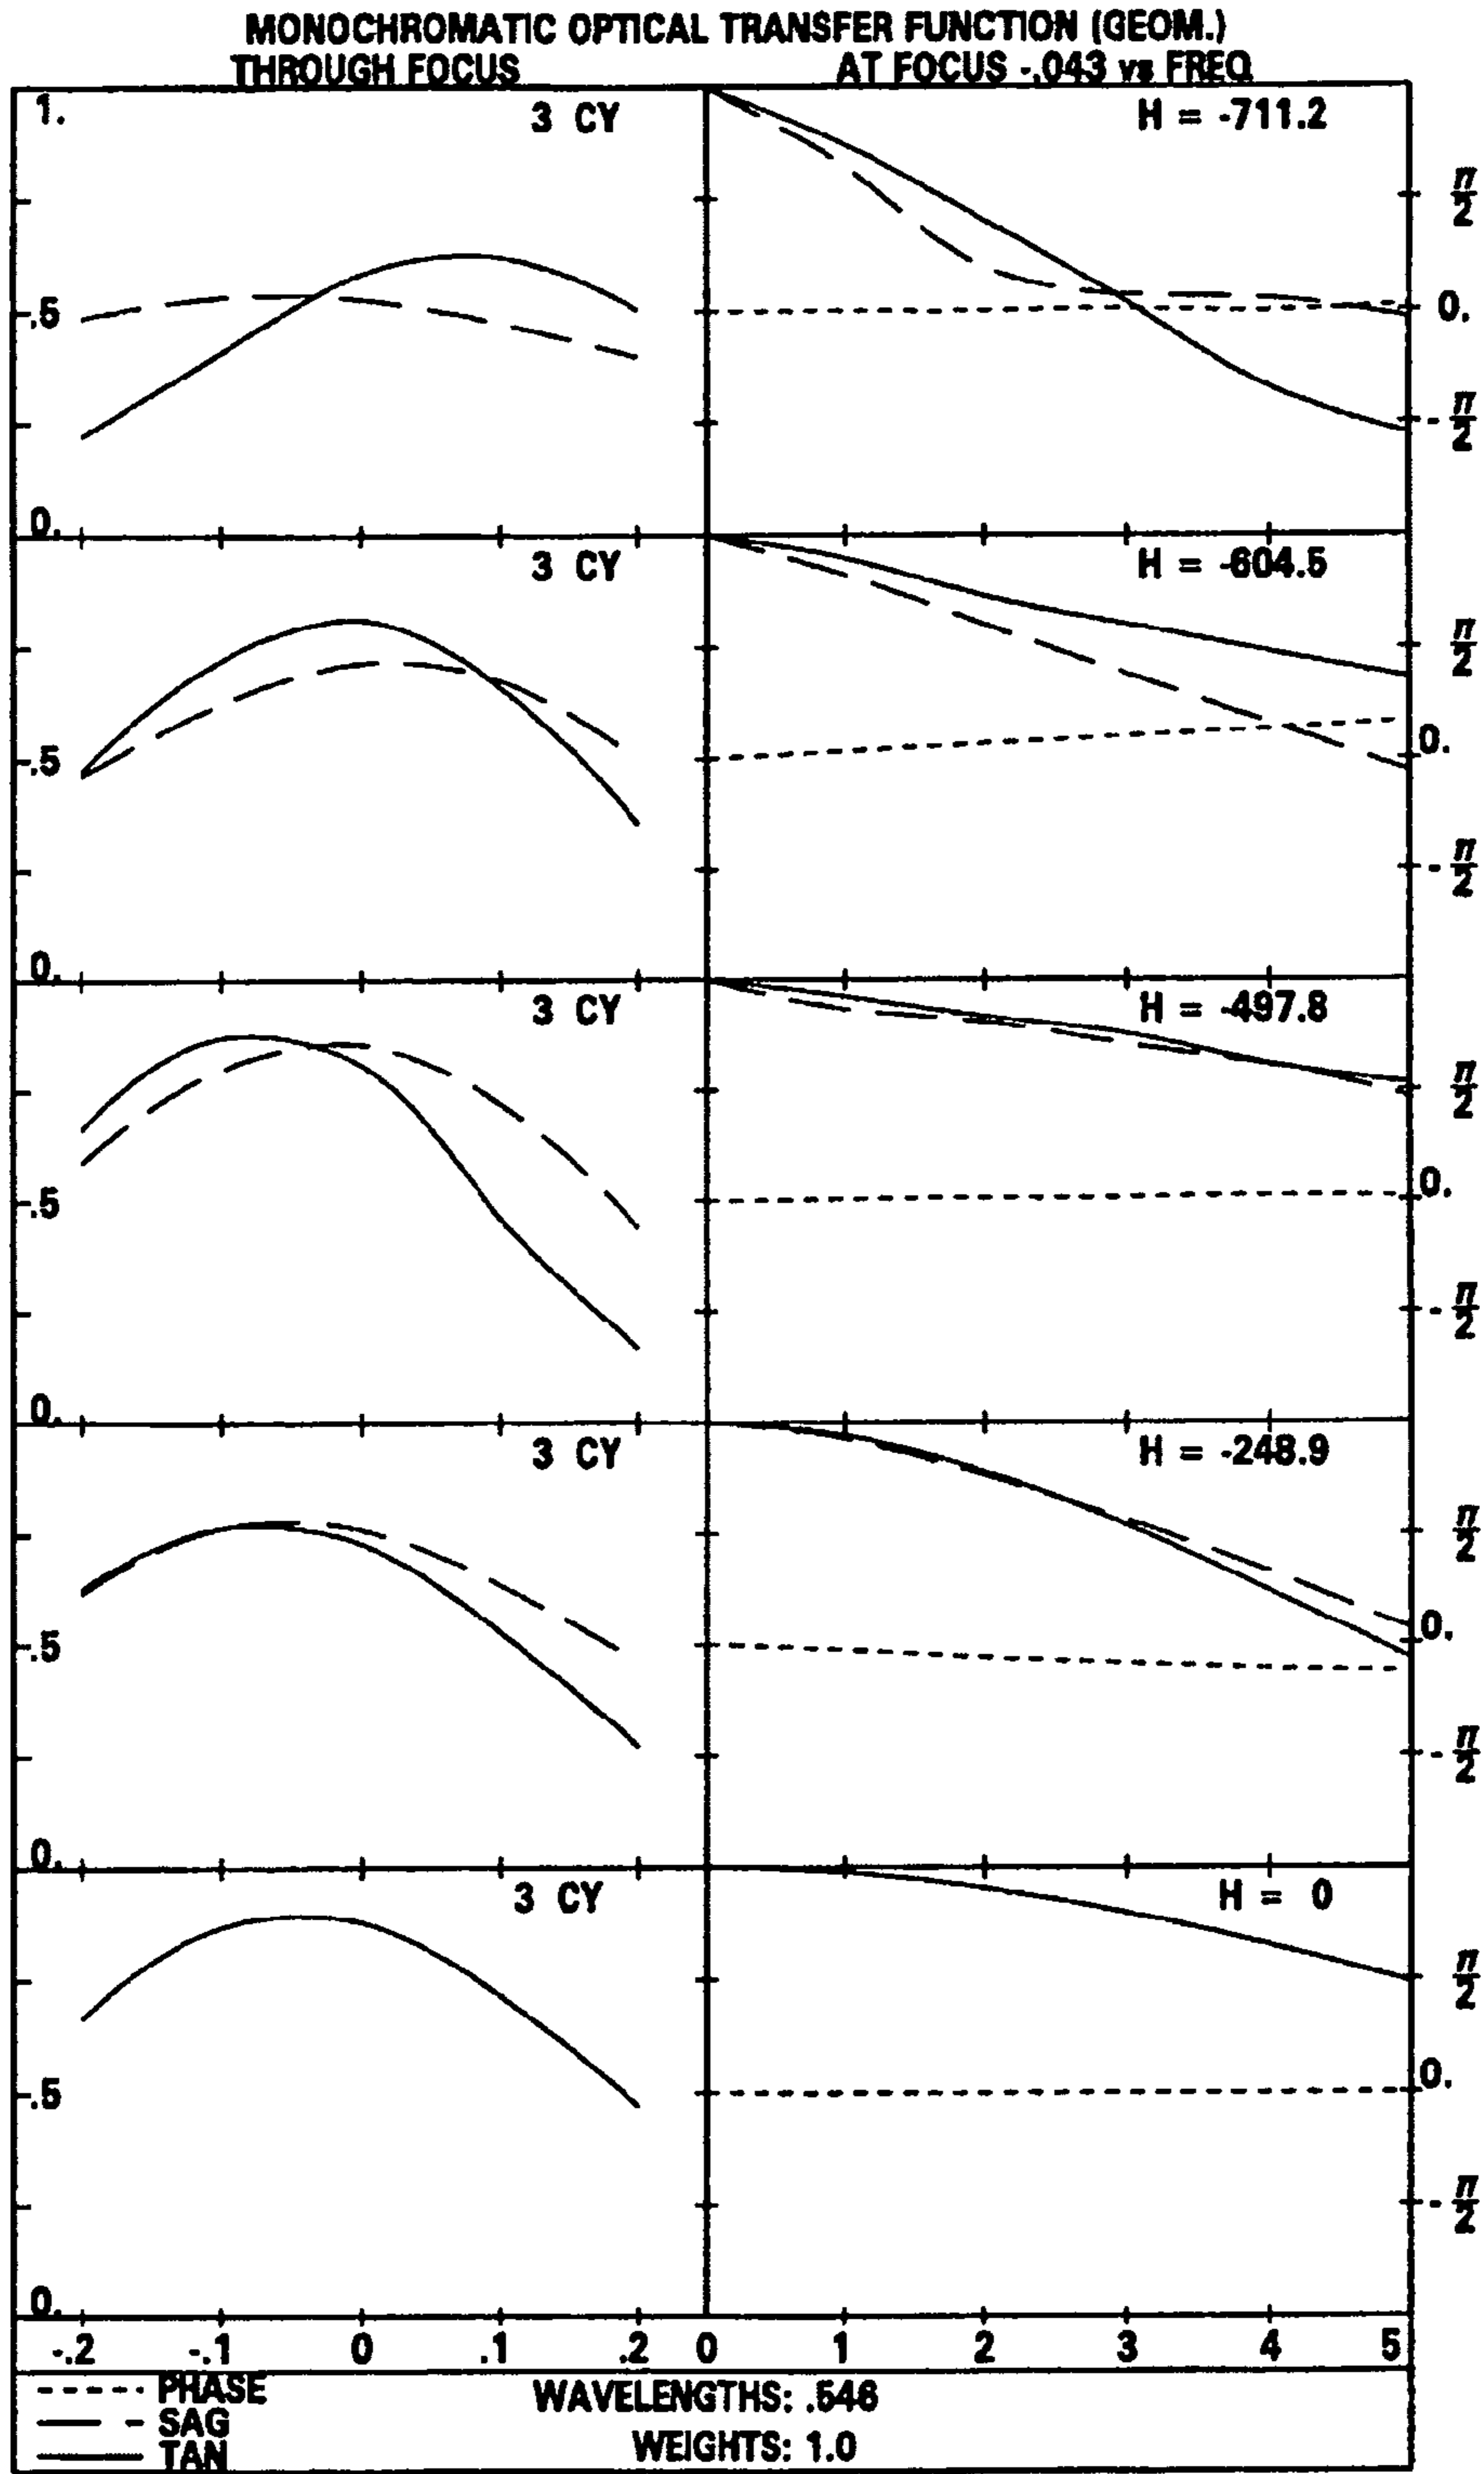 MONOCHROMATIC OPTICAL TRANSFER FUNCTION (GEOM.)
THROUGH FOCUS AT FOCUS -.043 vs FREQ
1. 3 CY H = -711.2
π/2
.5 0.
-π/2
0. 3 CY H = -604.5
π/2
.5 0.
-π/2
0. 3 CY H = -497.8
π/2
.5 0.
-π/2
0. 3 CY H = -248.9
π/2
.5 0.
-π/2
0. 3 CY H = 0
π/2
.5 0.
-π/2
0.
-.2 -.1 0 .1 .2 0 1 2 3 4 5
PHASE WAVELENGTHS: .546
SAG
WEIGHTS: 1.0
TAN